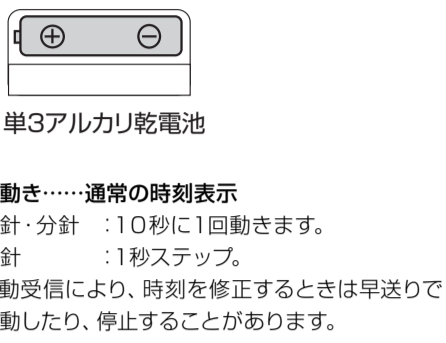 ⊕ ⊖
単3アルカリ乾電池
動き……通常の時刻表示
針・分針 :10秒に1回動きます。
針 :1秒ステップ。
動受信により、時刻を修正するときは早送りで
動したり、停止することがあります。